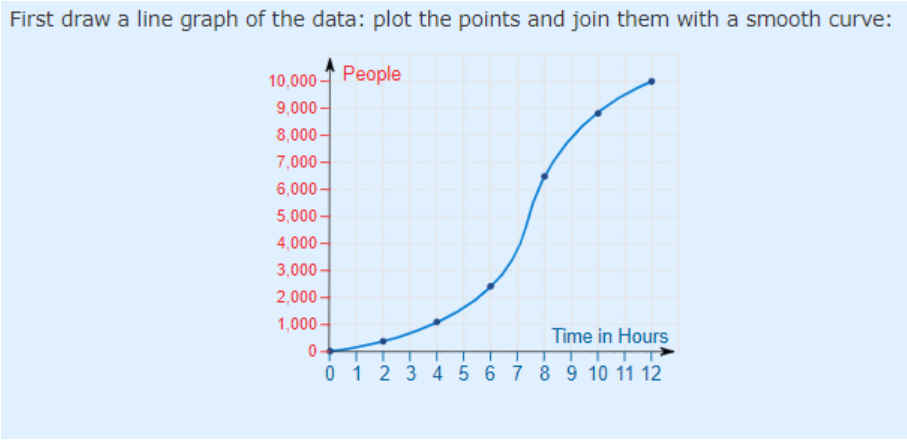 First draw a line graph of the data: plot the points and join them with a smooth curve:
People
10,000
9,000
8,000
7,000
6,000
5,000
4,000
3,000
2,000
1,000
0
Time in Hours
0 1 2 3 4 5 6 7 8 9 10 11 12